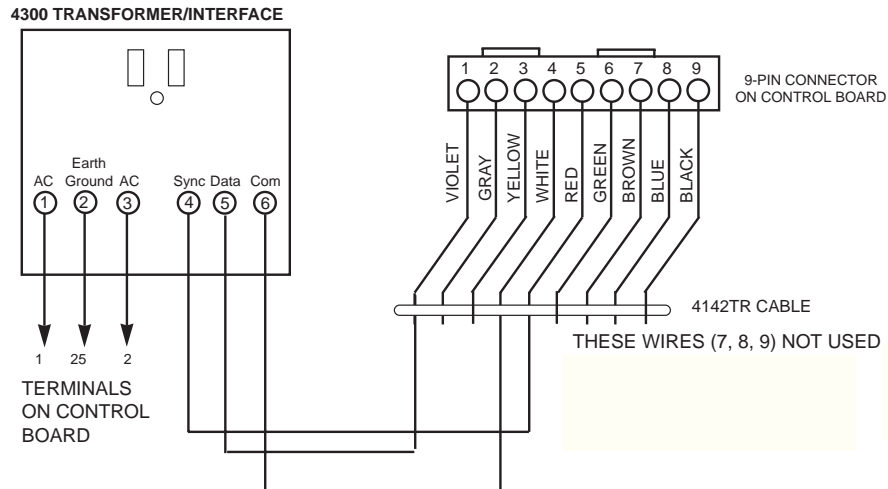 4300 TRANSFORMER/INTERFACE
AC
Earth
Ground
AC
Sync
Data
Com
1
2
3
4
5
6
1
25
2
TERMINALS
ON CONTROL
BOARD
1
2
3
4
5
6
7
8
9
9-PIN CONNECTOR
ON CONTROL BOARD
VIOLET
GRAY
YELLOW
WHITE
RED
GREEN
BROWN
BLUE
BLACK
4142TR CABLE
THESE WIRES (7, 8, 9) NOT USED